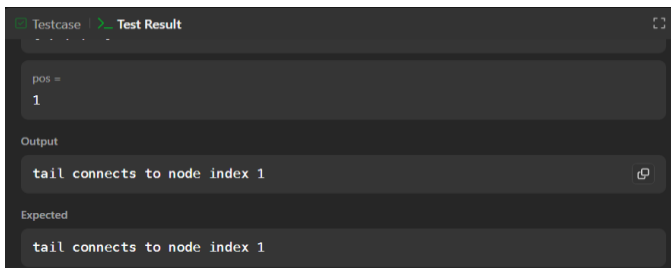 Testcase
Test Result
pos =
1
Output
tail connects to node index 1
Expected
tail connects to node index 1